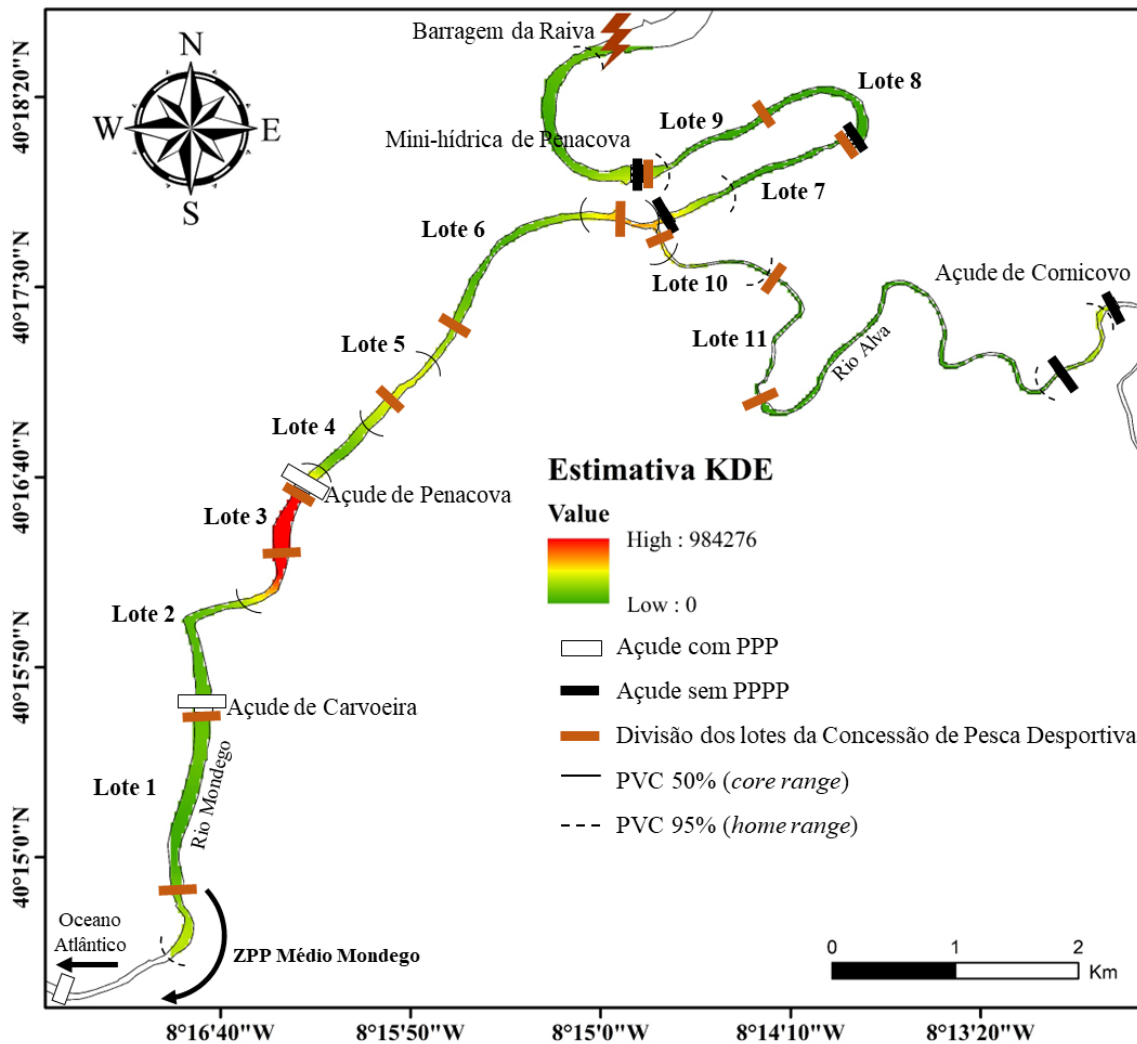 Barragem da Raiva
N
W
E
S
Lote 8
Lote 9
Mini-hídrica de Penacova
Lote 7
Lote 6
Açude de Cornicovo
Lote 10
Lote 11
Rio Alva
Lote 5
Lote 4
Açude de Penacova
Lote 3
Lote 2
Açude de Carvoeira
Lote 1
Rio Mondego
Oceano
Atlântico
ZPP Médio Mondego
Estimativa KDE
Value
High : 984276
Low : 0
Açude com PPP
Açude sem PPPP
Divisão dos lotes da Concessão de Pesca Desportiva
PVC 50% (core range)
PVC 95% (home range)
0 1 2
Km
40°18'20"N
40°17'30"N
40°16'40"N
40°15'50"N
40°15'0"N
8°16'40"W 8°15'50"W 8°15'0"W 8°14'10"W 8°13'20"W